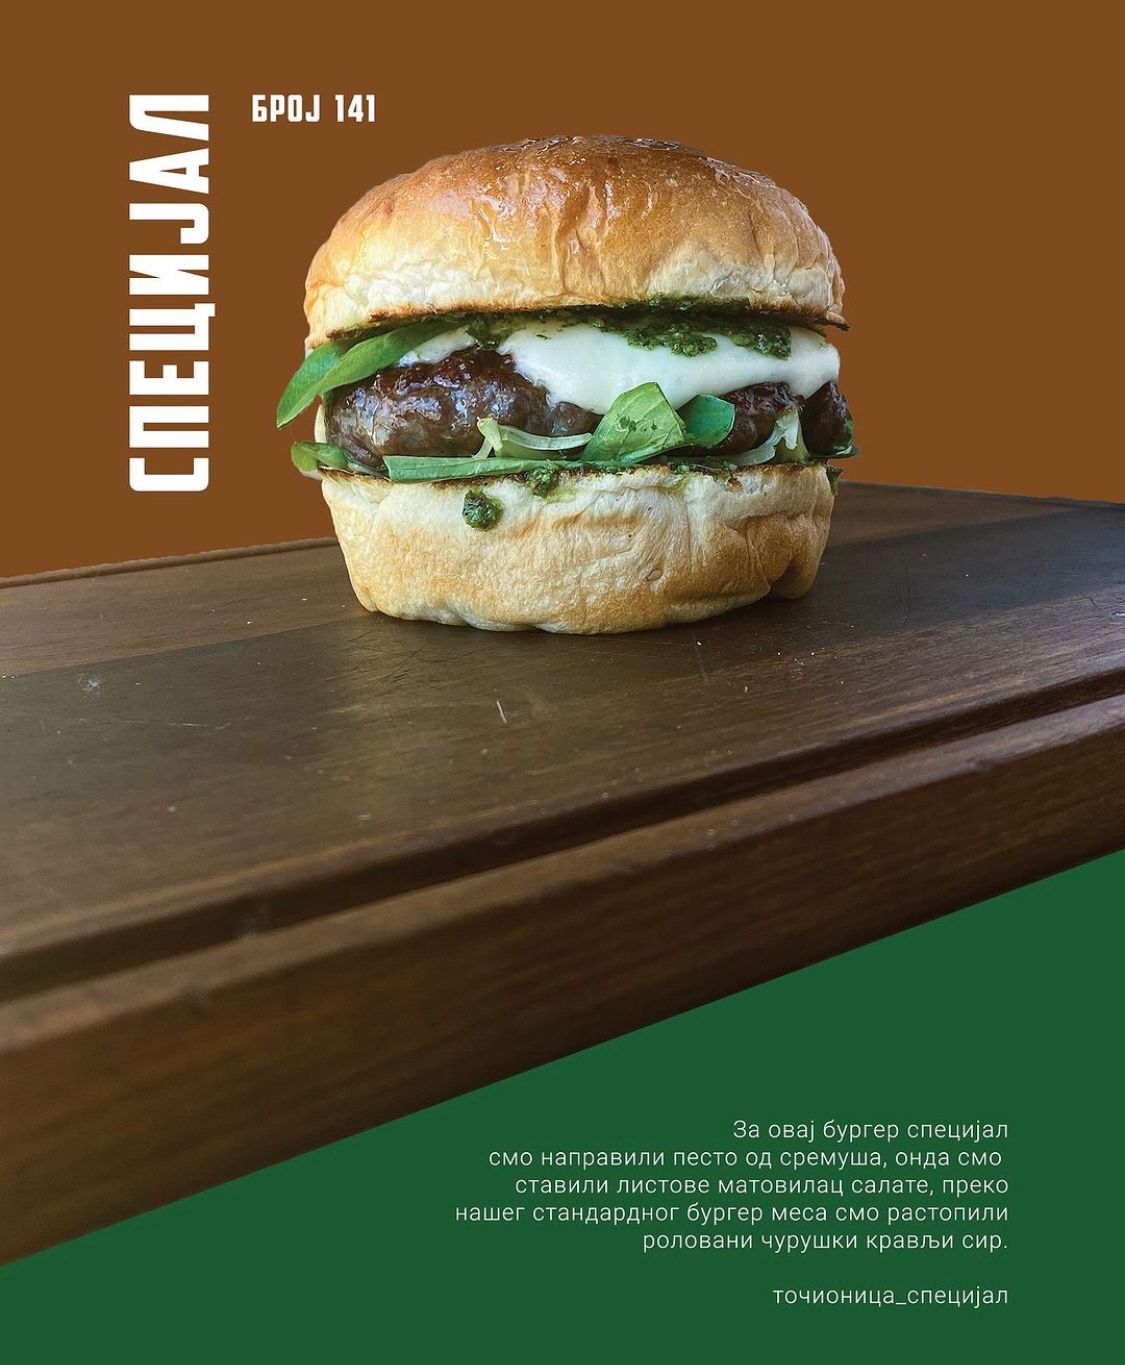 СПЕЦИЈАЛ
БРОЈ 141
За овај бургер специјал
смо направили песто од сремуша, онда смо
ставили листове матовилац салате, преко
нашег стандардног бургер меса смо растопили
роловани чурушки крављи сир.
точионица_специјал